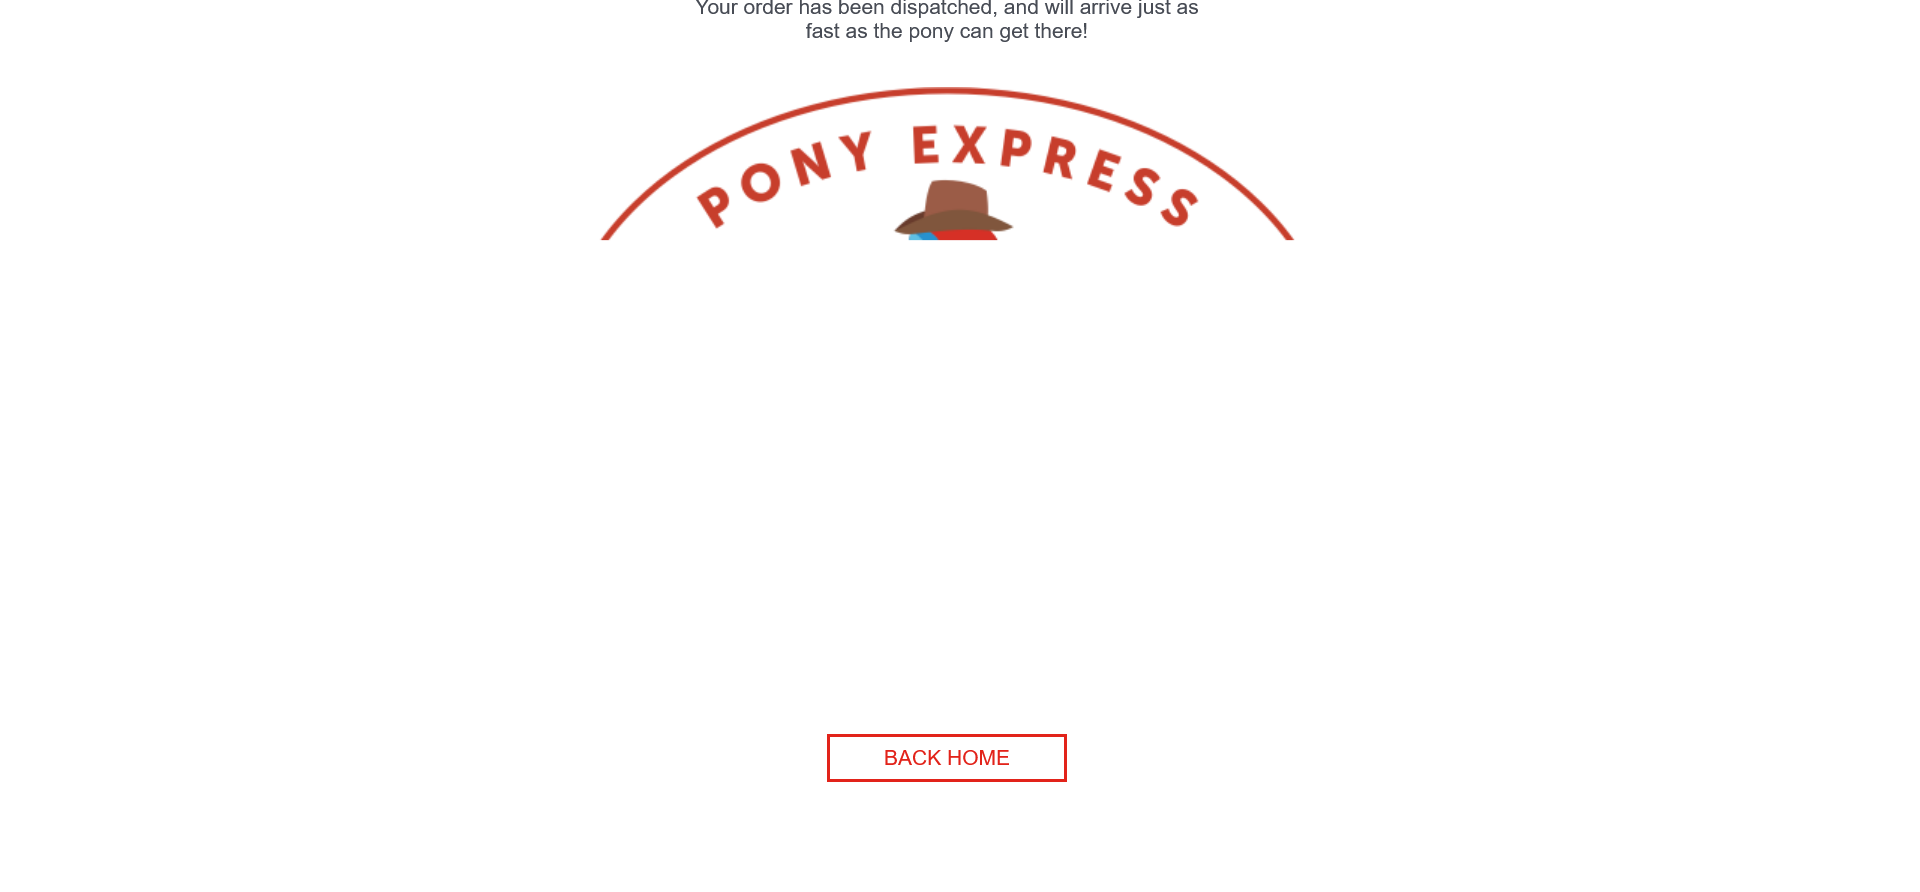 Your order has been dispatched, and will arrive just as
fast as the pony can get there!
PONY EXPRESS
BACK HOME